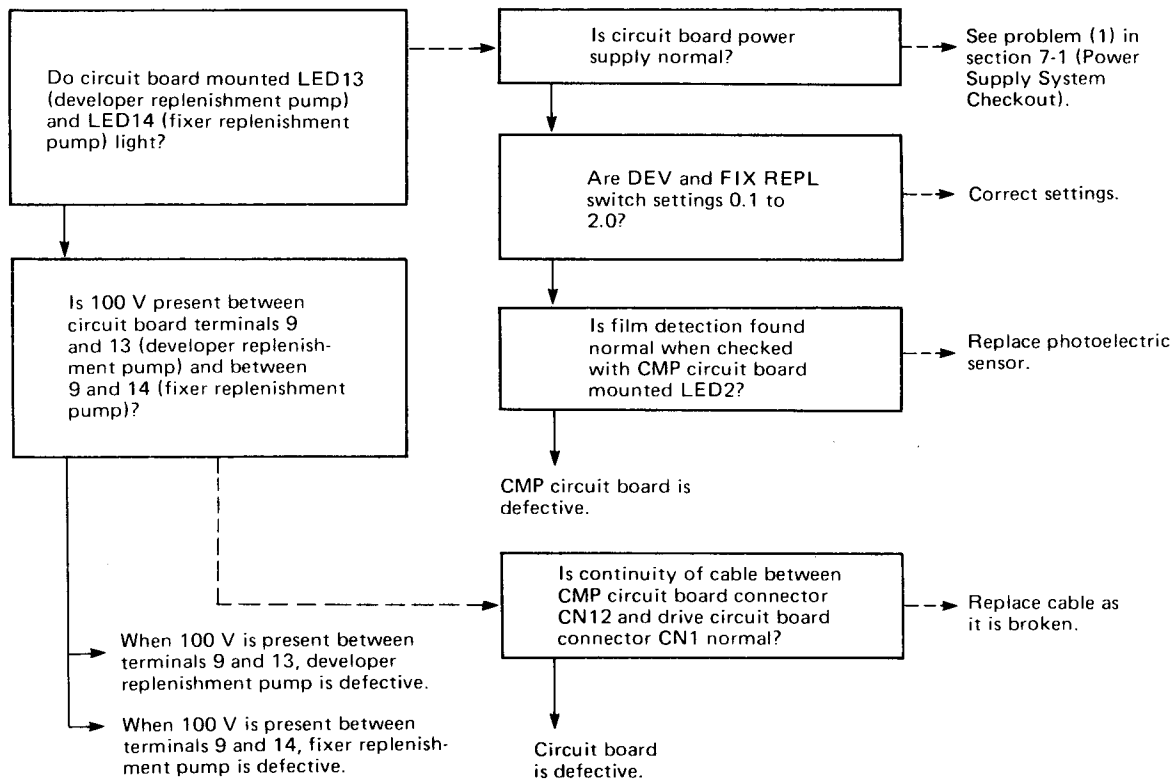 Do circuit board mounted LED13
(developer replenishment pump)
and LED14 (fixer replenishment
pump) light?
Is circuit board power
supply normal?
See problem (1) in
section 7-1 (Power
Supply System
Checkout).
Are DEV and FIX REPL
switch settings 0.1 to
2.0?
Correct settings.
Is 100 V present between
circuit board terminals 9
and 13 (developer replenish-
ment pump) and between
9 and 14 (fixer replenishment
pump)?
Is film detection found
normal when checked
with CMP circuit board
mounted LED2?
Replace photoelectric
sensor.
CMP circuit board is
defective.
Is continuity of cable between
CMP circuit board connector
CN12 and drive circuit board
connector CN1 normal?
Replace cable as
it is broken.
When 100 V is present between
terminals 9 and 13, developer
replenishment pump is defective.
When 100 V is present between
terminals 9 and 14, fixer replenish-
ment pump is defective.
Circuit board
is defective.